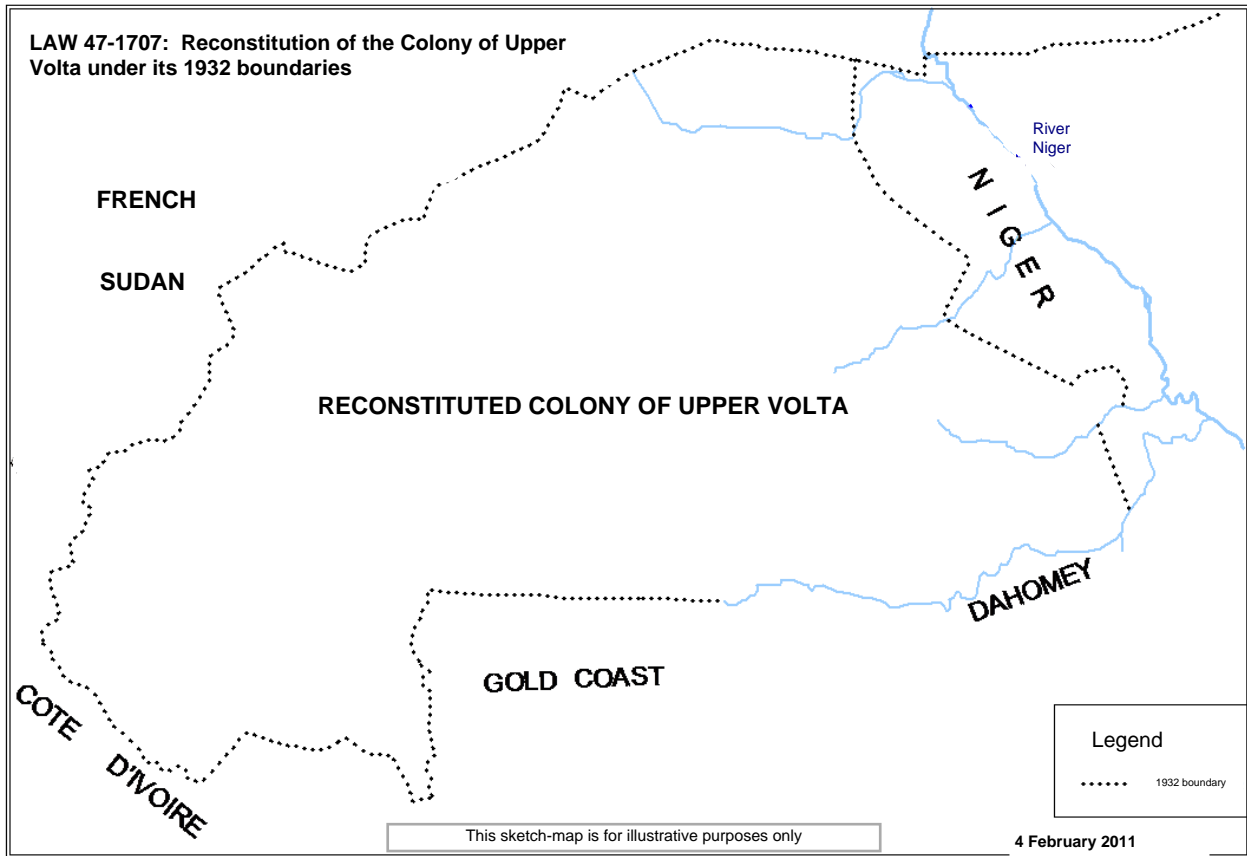 LAW 47-1707: Reconstitution of the Colony of Upper
Volta under its 1932 boundaries
River
Niger
FRENCH
NIGER
SUDAN
RECONSTITUTED COLONY OF UPPER VOLTA
DAHOMEY
GOLD COAST
COTE D'IVOIRE
Legend
1932 boundary
This sketch-map is for illustrative purposes only
4 February 2011